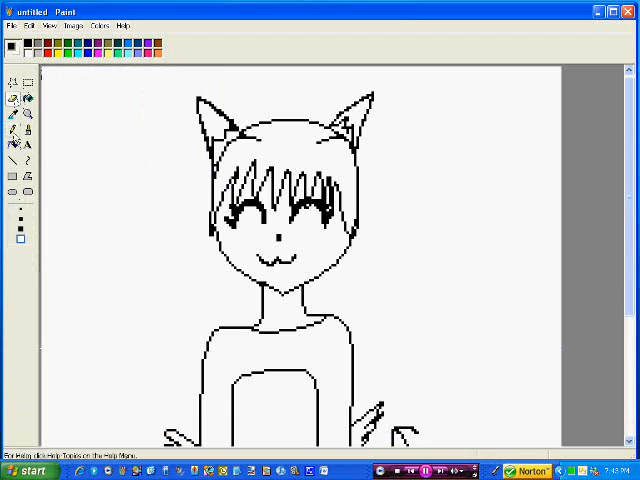 untitled - Paint
File Edit View Image Colors Help
A
For Help, click Help Topics on the Help Menu.
start
Norton™
7:43 PM